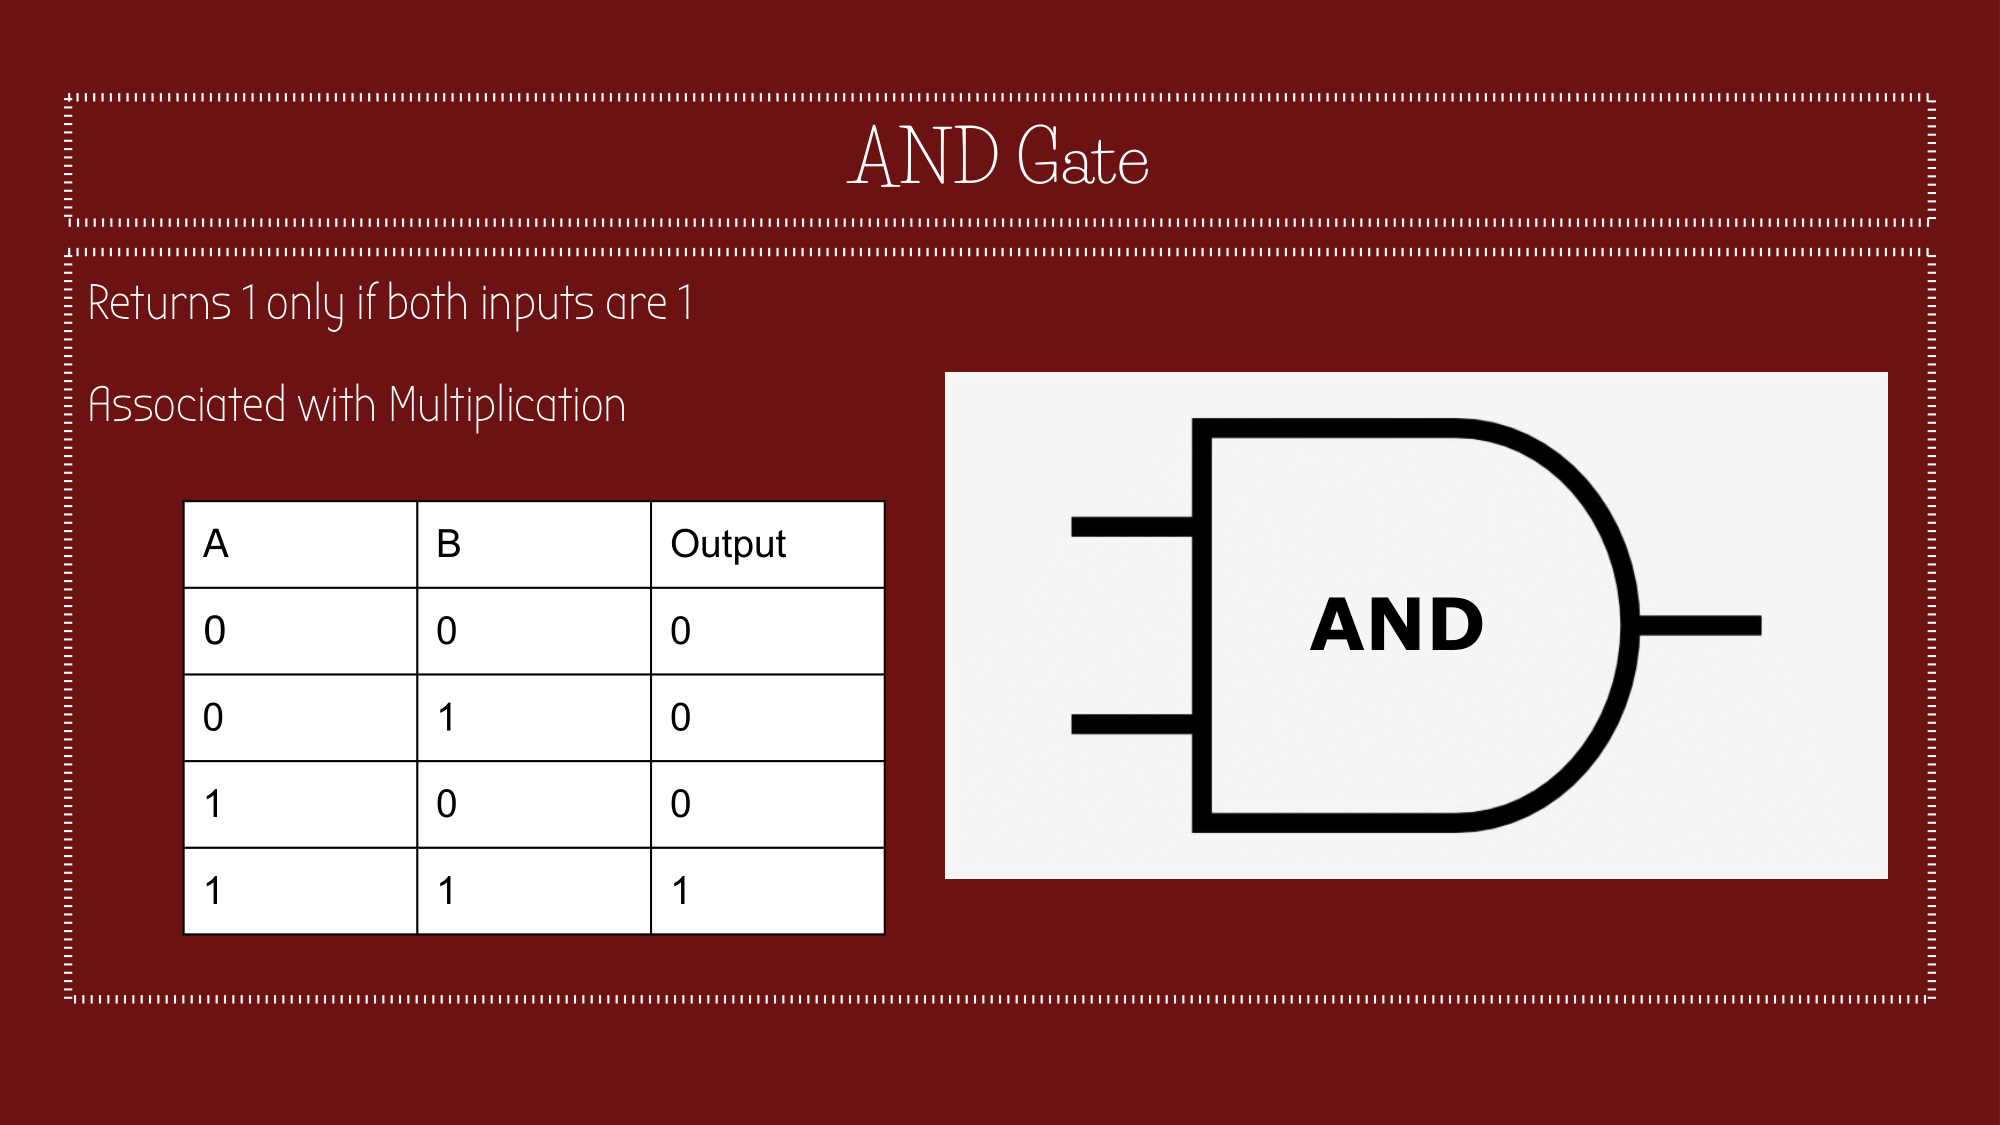 AND Gate
Returns 1 only if both inputs are 1
Associated with Multiplication
A B Output
0 0 0
0 1 0
1 0 0
1 1 1
AND